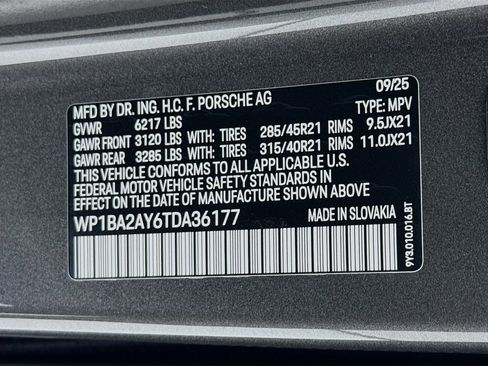 09/25
MFD BY DR. ING. H.C. F. PORSCHE AG TYPE: MPV
GVWR 6217 LBS
GAWR FRONT 3120 LBS WITH: TIRES 285/45R21 RIMS 9.5JX21
GAWR REAR 3285 LBS WITH: TIRES 315/40R21 RIMS 11.0JX21
THIS VEHICLE CONFORMS TO ALL APPLICABLE U.S.
FEDERAL MOTOR VEHICLE SAFETY STANDARDS IN
EFFECT ON THE DATE OF MANUFACTURE SHOWN ABOVE.
WP1BA2AY6TDA36177 MADE IN SLOVAKIA
9Y3.010.016.BT